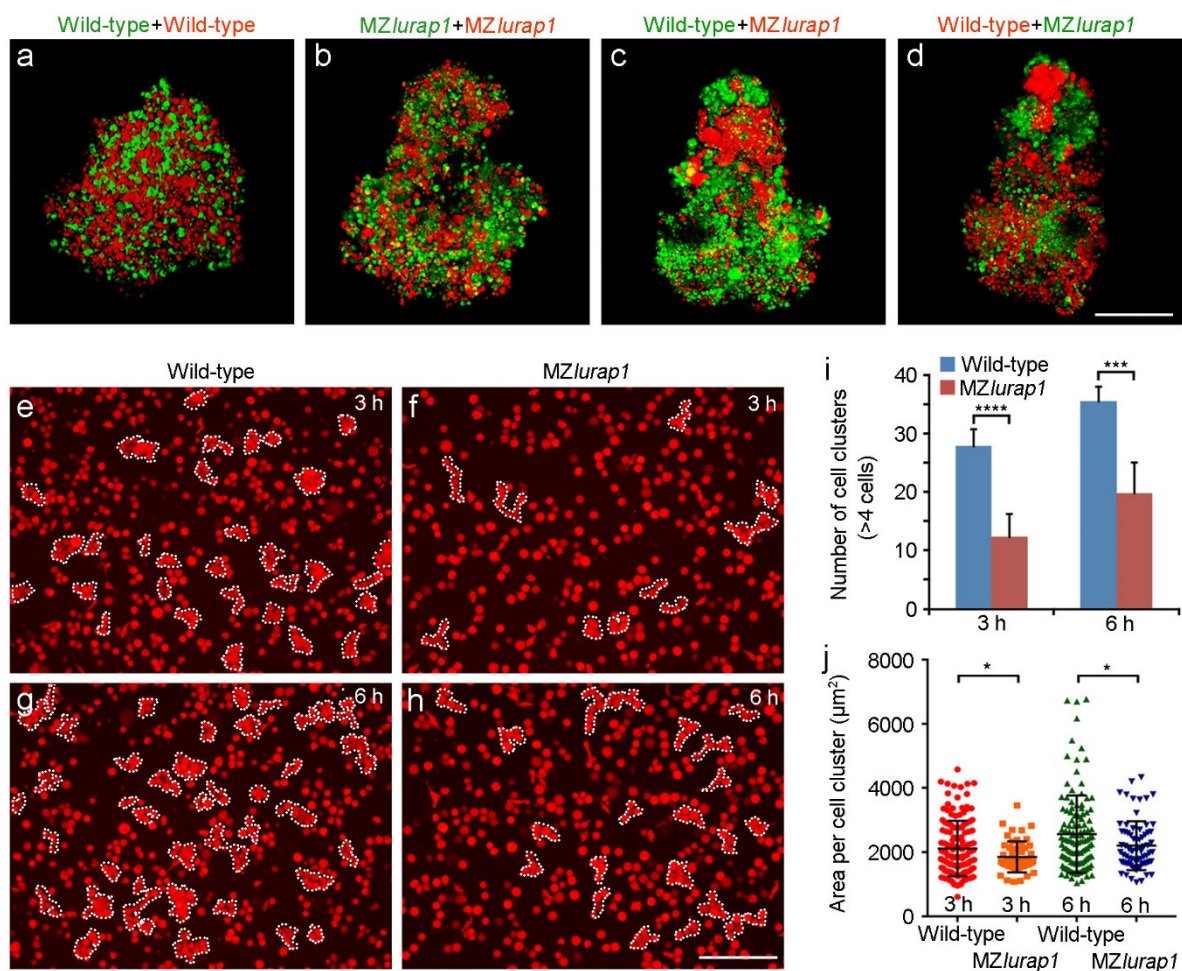 Wild-type+Wild-type
MZlurap1+MZlurap1
Wild-type+MZlurap1
Wild-type+MZlurap1
a
b
c
d
Wild-type
MZlurap1
e
3 h
f
3 h
g
6 h
h
6 h
i
Wild-type
MZlurap1
Number of cell clusters
(>4 cells)
40
30
20
10
0
****
***
3 h
6 h
j
Area per cell cluster (µm²)
8000
6000
4000
2000
0
*
*
3 h
3 h
6 h
6 h
Wild-type
MZlurap1
Wild-type
MZlurap1